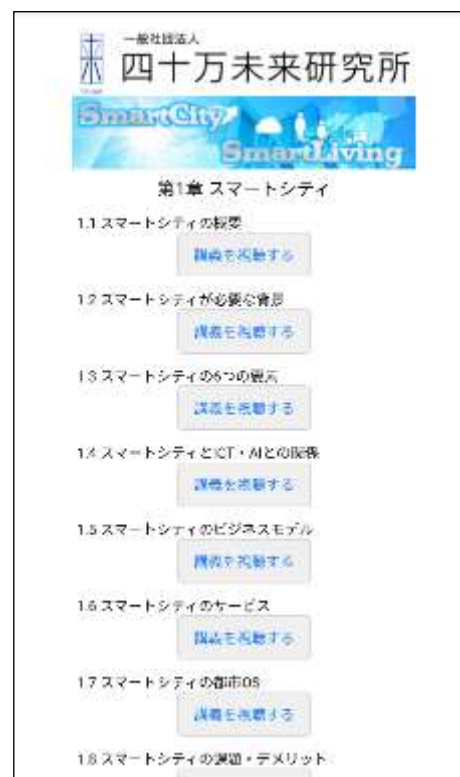 一般社団法人
四十万未来研究所
SmartCity
SmartLiving
第1章 スマートシティ
1.1 スマートシティの概要
講義を視聴する
1.2 スマートシティが必要な背景
講義を視聴する
1.3 スマートシティの6つの要素
講義を視聴する
1.4 スマートシティとICT・AIとの関係
講義を視聴する
1.5 スマートシティのビジネスモデル
講義を視聴する
1.6 スマートシティのサービス
講義を視聴する
1.7 スマートシティの都市OS
講義を視聴する
1.8 スマートシティの課題・デメリット